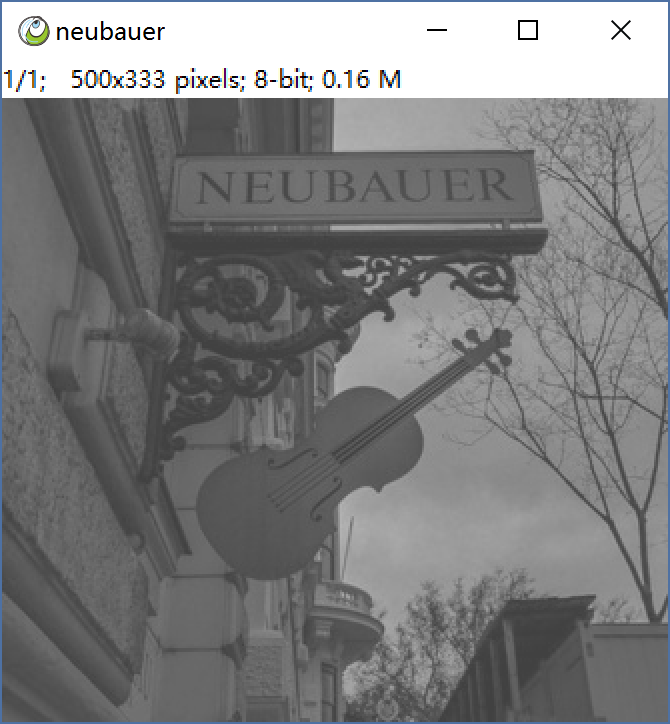 neubauer
1/1; 500x333 pixels; 8-bit; 0.16 M
NEUBAUER